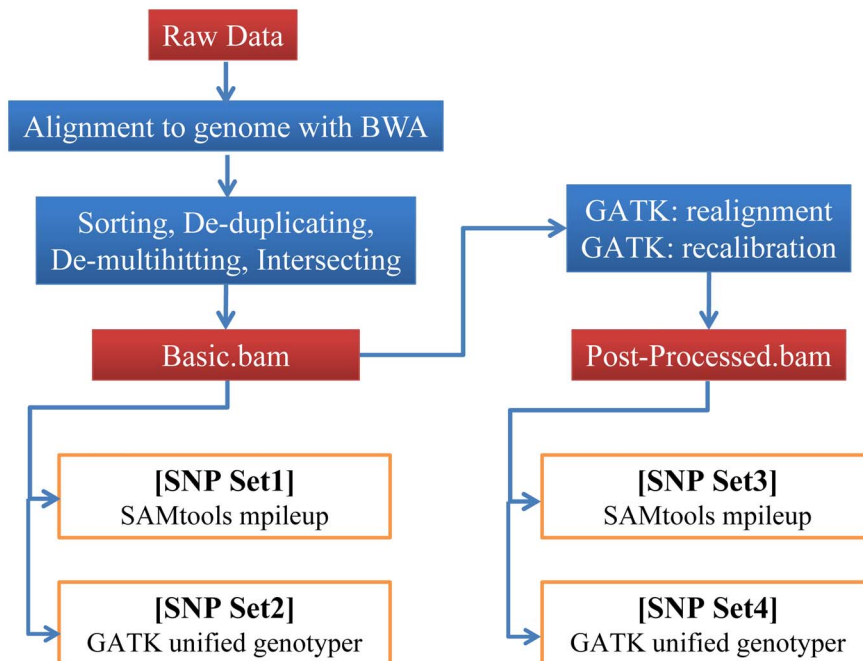 Raw Data
Alignment to genome with BWA
Sorting, De-duplicating,
De-multihitting, Intersecting
Basic.bam
GATK: realignment
GATK: recalibration
Post-Processed.bam
[SNP Set1]
SAMtools mpileup
[SNP Set2]
GATK unified genotyper
[SNP Set3]
SAMtools mpileup
[SNP Set4]
GATK unified genotyper